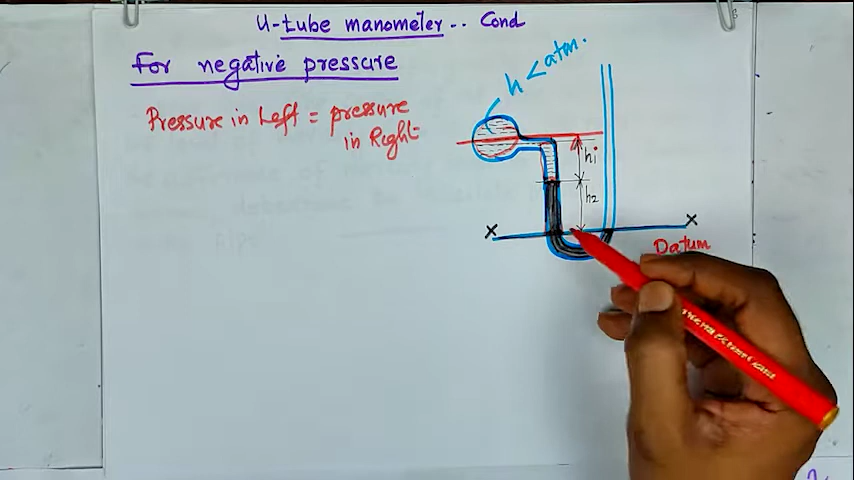 U-tube manometer.. Cond
For negative pressure
Pressure in Left = pressure
in Right
h < atm.
h1
h2
X X
Datum